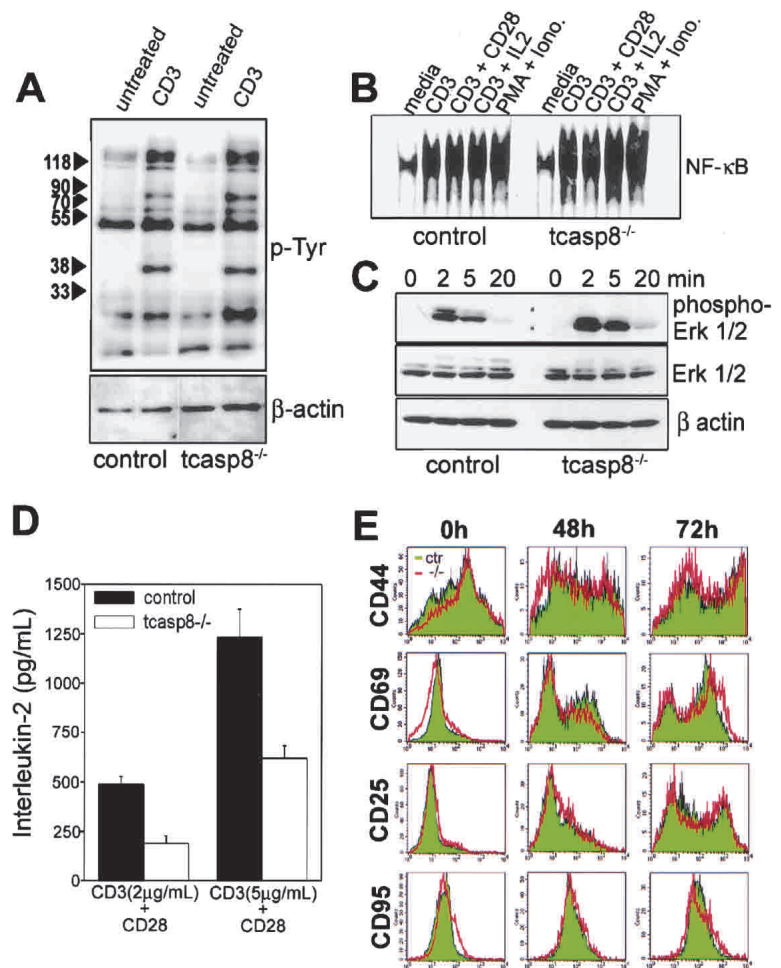 A
untreated
CD3
untreated
CD3
118
90
70
55
38
33
p-Tyr
β-actin
control tcasp8-/-
B
media
CD3
CD3 + CD28
CD3 + IL2
PMA + Iono.
media
CD3
CD3 + CD28
CD3 + IL2
PMA + Iono.
NF-κB
control tcasp8-/-
C
0 2 5 20 0 2 5 20 min
phospho-
Erk 1/2
Erk 1/2
β actin
control tcasp8-/-
D
Interleukin-2 (pg/mL)
1500
1250
1000
750
500
250
0
control
tcasp8-/-
CD3(2µg/mL) CD3(5µg/mL)
+ +
CD28 CD28
E
0h 48h 72h
ctr
-/-
CD44
CD69
CD25
CD95
Counts